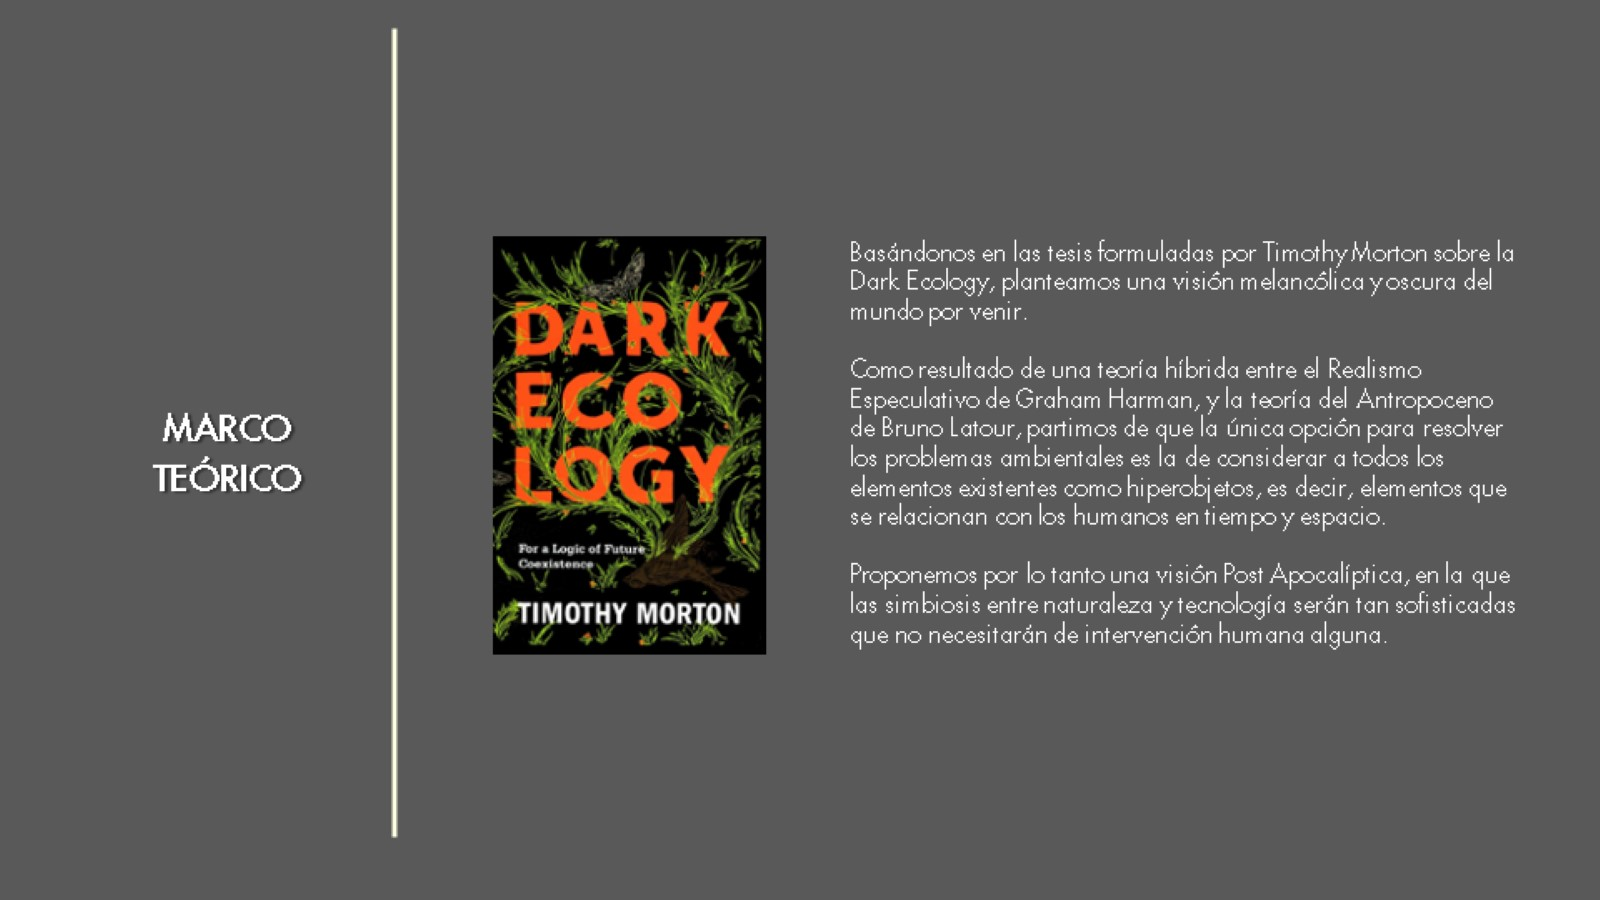 MARCO
TEÓRICO
DARK
ECO
LOGY
For a Logic of Future
Coexistence
TIMOTHY MORTON
Basándonos en las tesis formuladas por Timothy Morton sobre la
Dark Ecology, planteamos una visión melancólica y oscura del
mundo por venir.
Como resultado de una teoría híbrida entre el Realismo
Especulativo de Graham Harman, y la teoría del Antropoceno
de Bruno Latour, partimos de que la única opción para resolver
los problemas ambientales es la de considerar a todos los
elementos existentes como hiperobjetos, es decir, elementos que
se relacionan con los humanos en tiempo y espacio.
Proponemos por lo tanto una visión Post Apocalíptica, en la que
las simbiosis entre naturaleza y tecnología serán tan sofisticadas
que no necesitarán de intervención humana alguna.